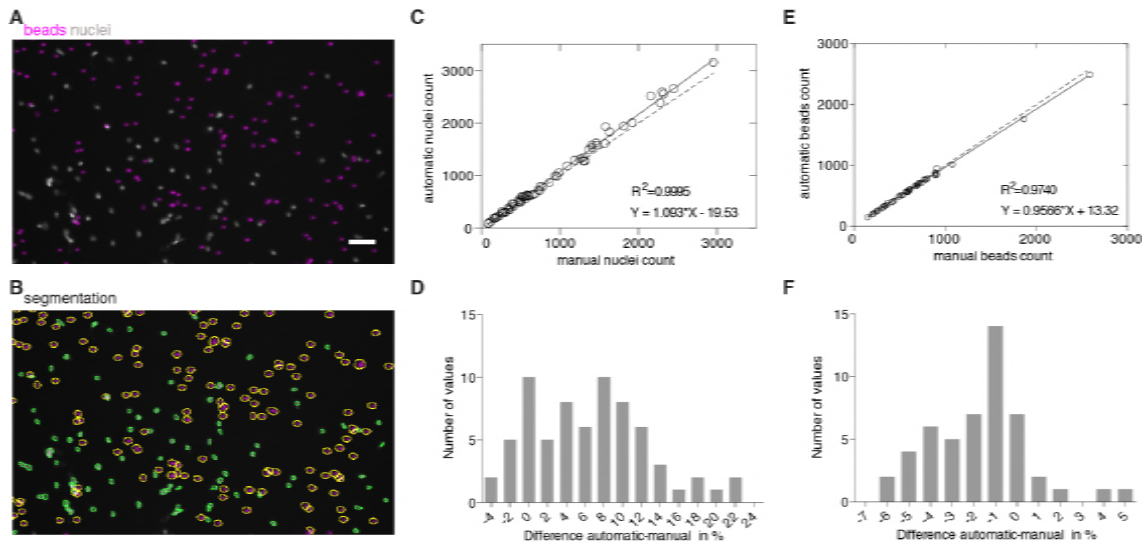 A
beads nuclei
B
segmentation
C
automatic nuclei count
3000
2000
1000
0
R²=0.9995
Y = 1.093*X - 19.53
0 1000 2000 3000
manual nuclei count
D
Number of values
15
10
5
0
-4 -2 0 2 4 6 8 10 12 14 16 18 20 22 24
Difference automatic-manual in %
E
automatic beads count
3000
2000
1000
0
R²=0.9740
Y = 0.9566*X + 13.32
0 1000 2000 3000
manual beads count
F
Number of values
15
10
5
0
-7 -6 -5 -4 -3 -2 -1 0 1 2 3 4 5
Difference automatic-manual in %